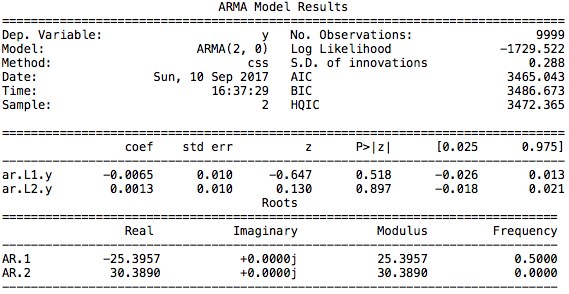 ARMA Model Results
==============================================================================
Dep. Variable: y No. Observations: 9999
Model: ARMA(2, 0) Log Likelihood -1729.522
Method: css S.D. of innovations 0.288
Date: Sun, 10 Sep 2017 AIC 3465.043
Time: 16:37:29 BIC 3486.673
Sample: 2 HQIC 3472.365
==============================================================================
coef std err z P>|z| [0.025 0.975]
------------------------------------------------------------------------------
ar.L1.y -0.0065 0.010 -0.647 0.518 -0.026 0.013
ar.L2.y 0.0013 0.010 0.130 0.897 -0.018 0.021
Roots
==============================================================================
Real Imaginary Modulus Frequency
------------------------------------------------------------------------------
AR.1 -25.3957 +0.0000j 25.3957 0.5000
AR.2 30.3890 +0.0000j 30.3890 0.0000
------------------------------------------------------------------------------